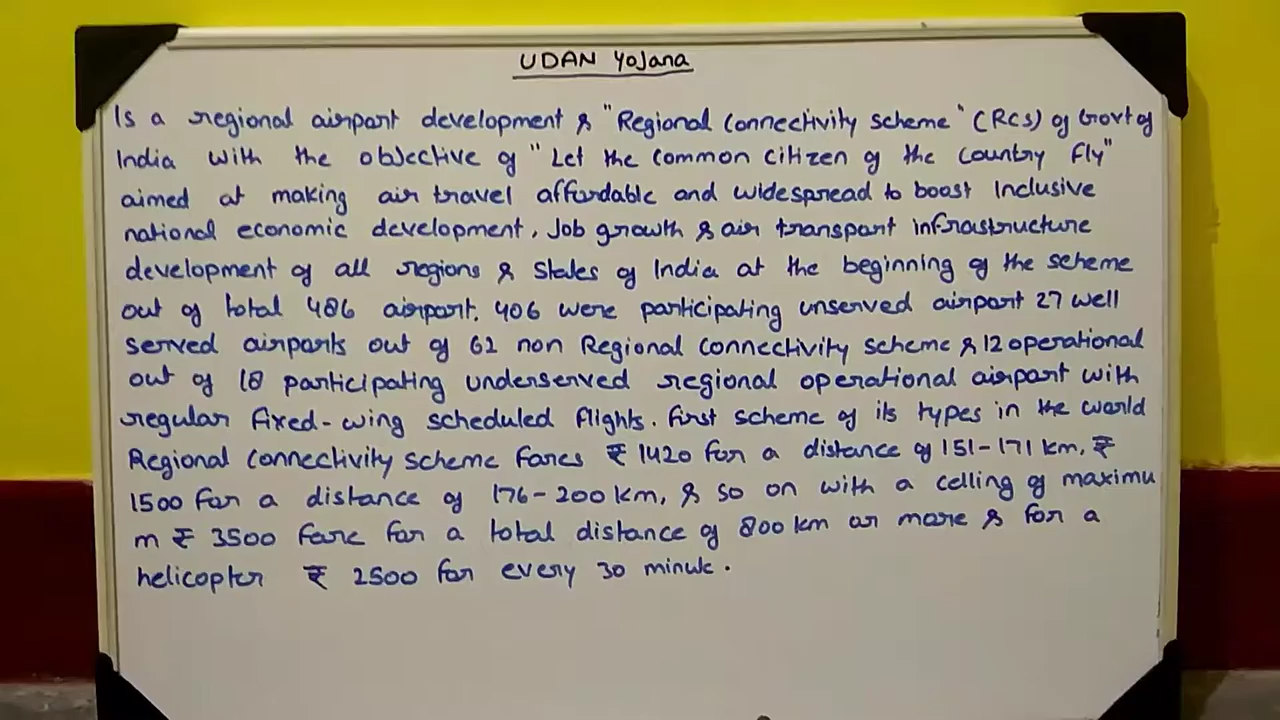 UDAN Yojana
Is a regional airport development & "Regional Connectivity Scheme" (RCS) of Govt of
India with the objective of "Let the common citizen of the country fly"
aimed at making air travel affordable and widespread to boost Inclusive
national economic development, Job growth & air transport infrastructure
development of all regions & States of India at the beginning of the scheme
out of total 486 airport. 406 were participating unserved airport 27 well
served airports out of 62 non Regional connectivity scheme & 12 operational
out of 18 participating underserved regional operational airport with
regular fixed-wing scheduled flights. First scheme of its types in the world
Regional Connectivity scheme Fares ₹ 1420 for a distance of 151-171 km, ₹
1500 for a distance of 176-200 km, & so on with a celling of maximu
m ₹ 3500 fare for a total distance of 800 km or more & for a
helicopter ₹ 2500 for every 30 minute.